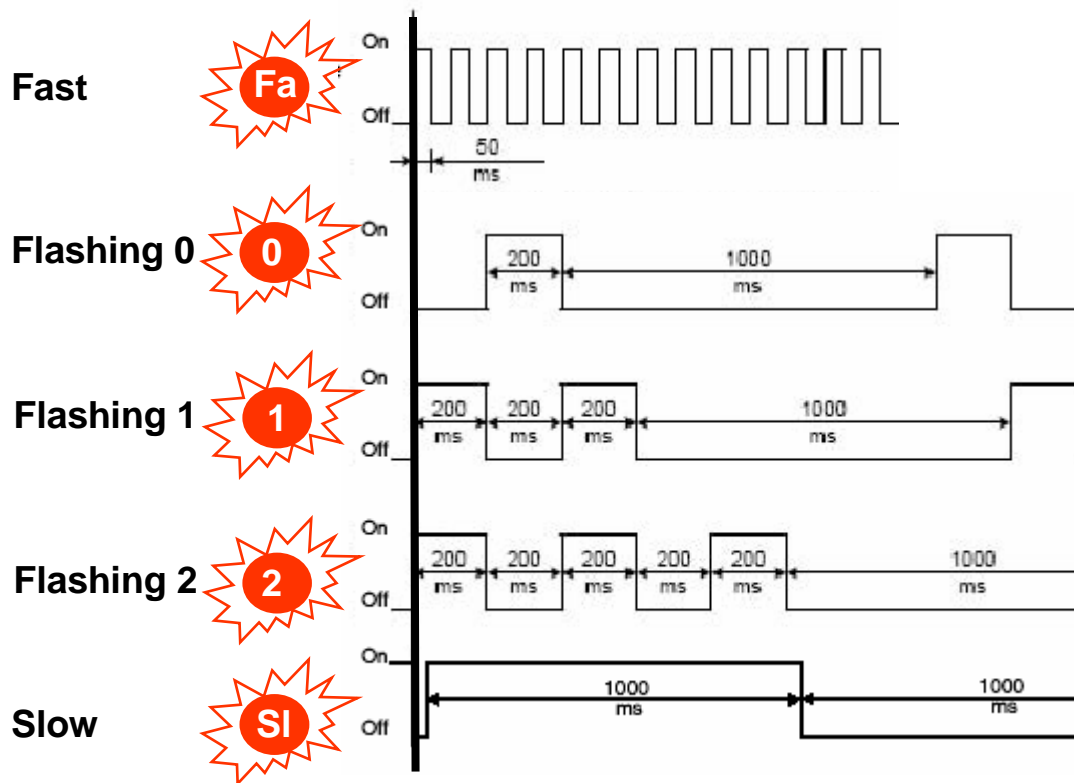 On
Fast Fa
Off
50
ms
Flashing 0 0 On
200 1000
ms ms
Off
Flashing 1 1 On
200 200 200 1000
ms ms ms ms
Off
On
Flashing 2 2
200 200 200 200 200 1000
ms ms ms ms ms ms
Off
On
1000 1000
ms ms
Slow Sl Off